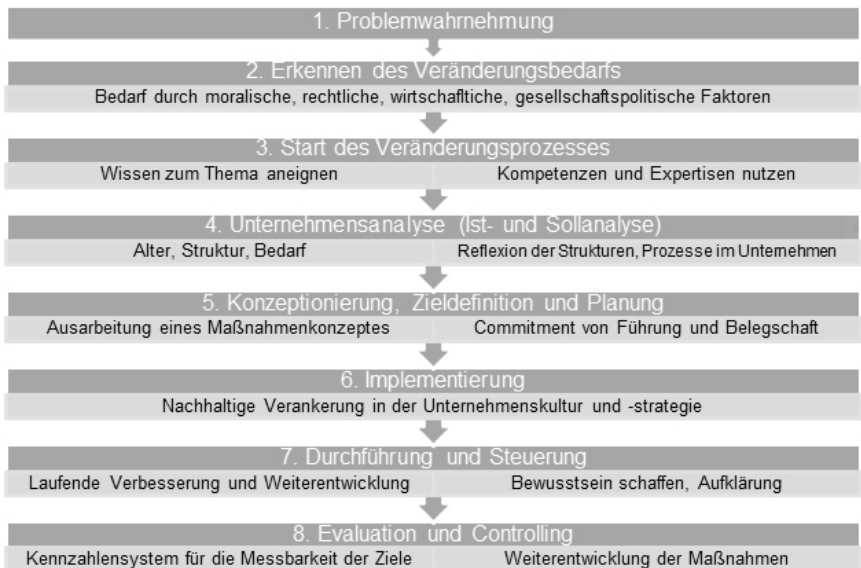 1. Problemwahrnehmung
2. Erkennen des Veränderungsbedarfs
Bedarf durch moralische, rechtliche, wirtschafltiche, gesellschaftspolitische Faktoren
3. Start des Veränderungsprozesses
Wissen zum Thema aneignen
Kompetenzen und Expertisen nutzen
4. Unternehmensanalyse (Ist- und Sollanalyse)
Alter, Struktur, Bedarf
Reflexion der Strukturen, Prozesse im Unternehmen
5. Konzeptionierung, Zieldefinition und Planung
Ausarbeitung eines Maßnahmenkonzeptes
Commitment von Führung und Belegschaft
6. Implementierung
Nachhaltige Verankerung in der Unternehmenskultur und -strategie
7. Durchführung und Steuerung
Laufende Verbesserung und Weiterentwicklung
Bewusstsein schaffen, Aufklärung
8. Evaluation und Controlling
Kennzahlensystem für die Messbarkeit der Ziele
Weiterentwicklung der Maßnahmen